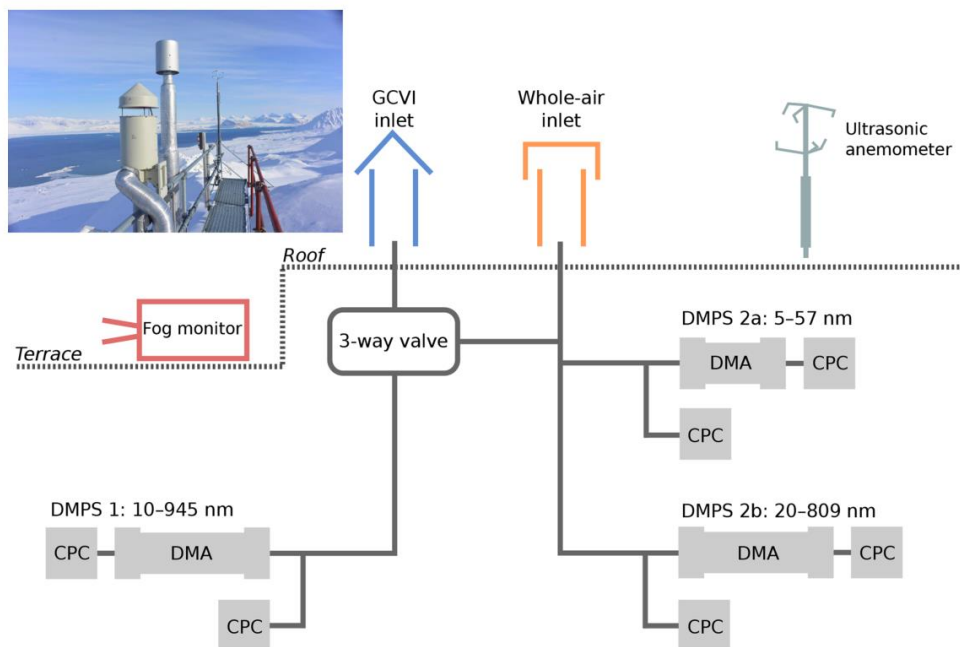 GCVI
inlet
Whole-air
inlet
Ultrasonic
anemometer
Roof
Fog monitor
Terrace
3-way valve
DMPS 2a: 5–57 nm
DMA
CPC
CPC
DMPS 1: 10–945 nm
CPC
DMA
CPC
DMPS 2b: 20–809 nm
DMA
CPC
CPC